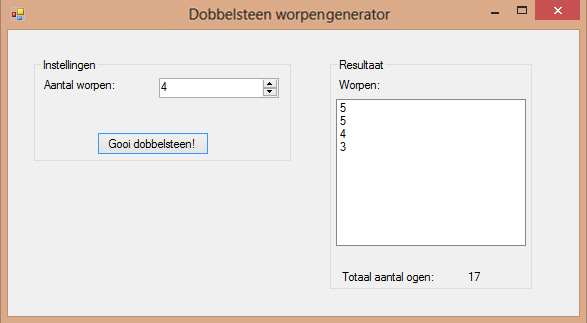 Dobbelsteen worpengenerator
Instellingen
Aantal worpen:
4
Gooi dobbelsteen!
Resultaat
Worpen:
5
5
4
3
Totaal aantal ogen: 17